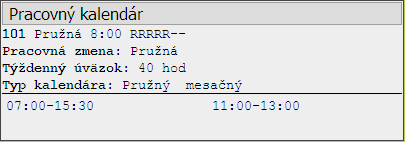 Pracovný kalendár
101 Pružná 8:00 RRRRR--
Pracovná zmena: Pružná
Týždenný úväzok: 40 hod
Typ kalendára: Pružný mesačný
07:00-15:30 11:00-13:00